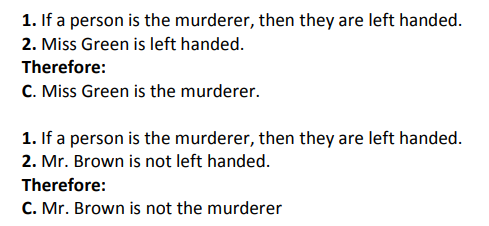 1. If a person is the murderer, then they are left handed.
2. Miss Green is left handed.
Therefore:
C. Miss Green is the murderer.
1. If a person is the murderer, then they are left handed.
2. Mr. Brown is not left handed.
Therefore:
C. Mr. Brown is not the murderer